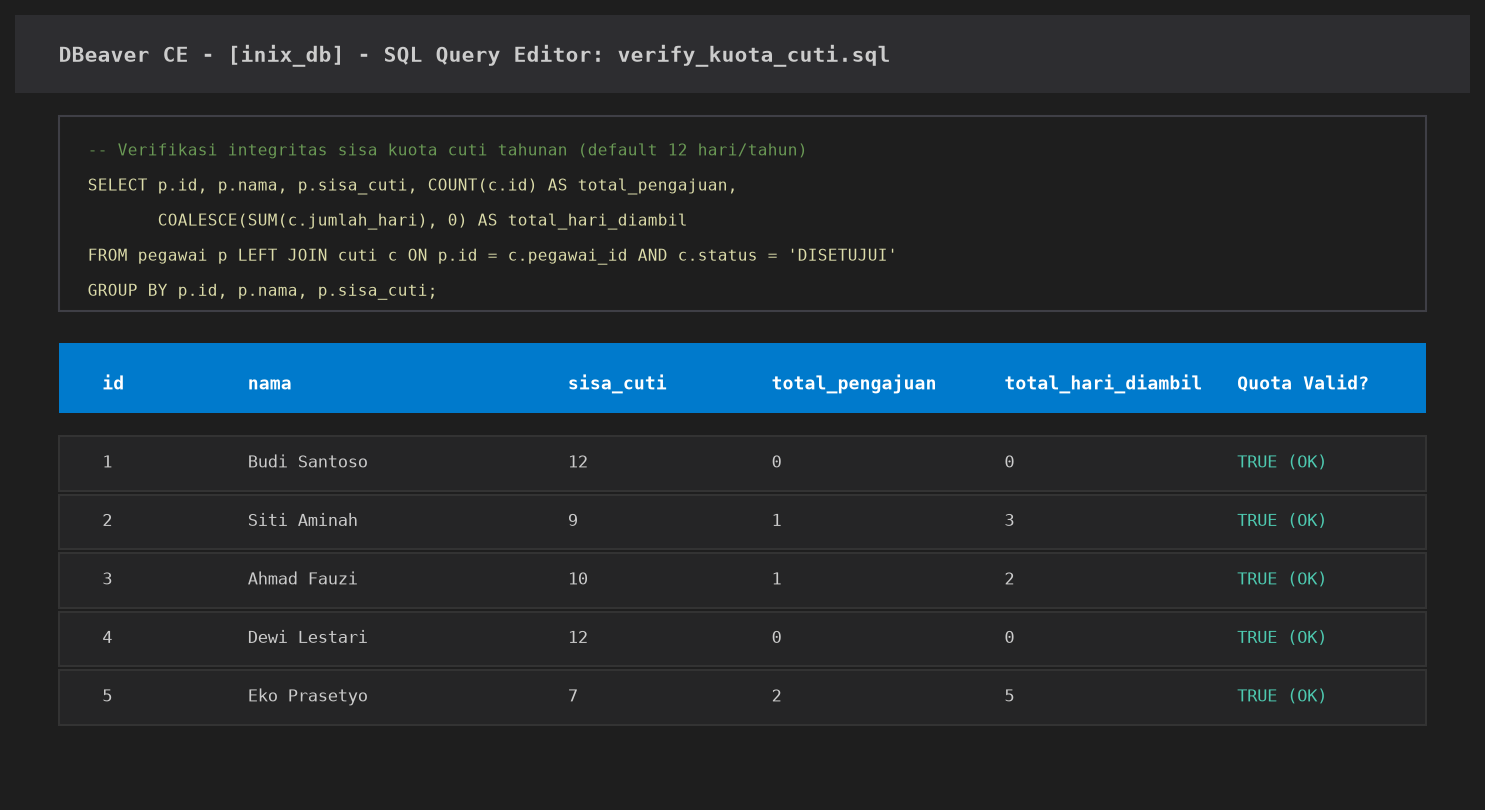 DBeaver CE - [inix_db] - SQL Query Editor: verify_kuota_cuti.sql
-- Verifikasi integritas sisa kuota cuti tahunan (default 12 hari/tahun)
SELECT p.id, p.nama, p.sisa_cuti, COUNT(c.id) AS total_pengajuan,
       COALESCE(SUM(c.jumlah_hari), 0) AS total_hari_diambil
FROM pegawai p LEFT JOIN cuti c ON p.id = c.pegawai_id AND c.status = 'DISETUJUI'
GROUP BY p.id, p.nama, p.sisa_cuti;
id nama sisa_cuti total_pengajuan total_hari_diambil Quota Valid?
1 Budi Santoso 12 0 0 TRUE (OK)
2 Siti Aminah 9 1 3 TRUE (OK)
3 Ahmad Fauzi 10 1 2 TRUE (OK)
4 Dewi Lestari 12 0 0 TRUE (OK)
5 Eko Prasetyo 7 2 5 TRUE (OK)